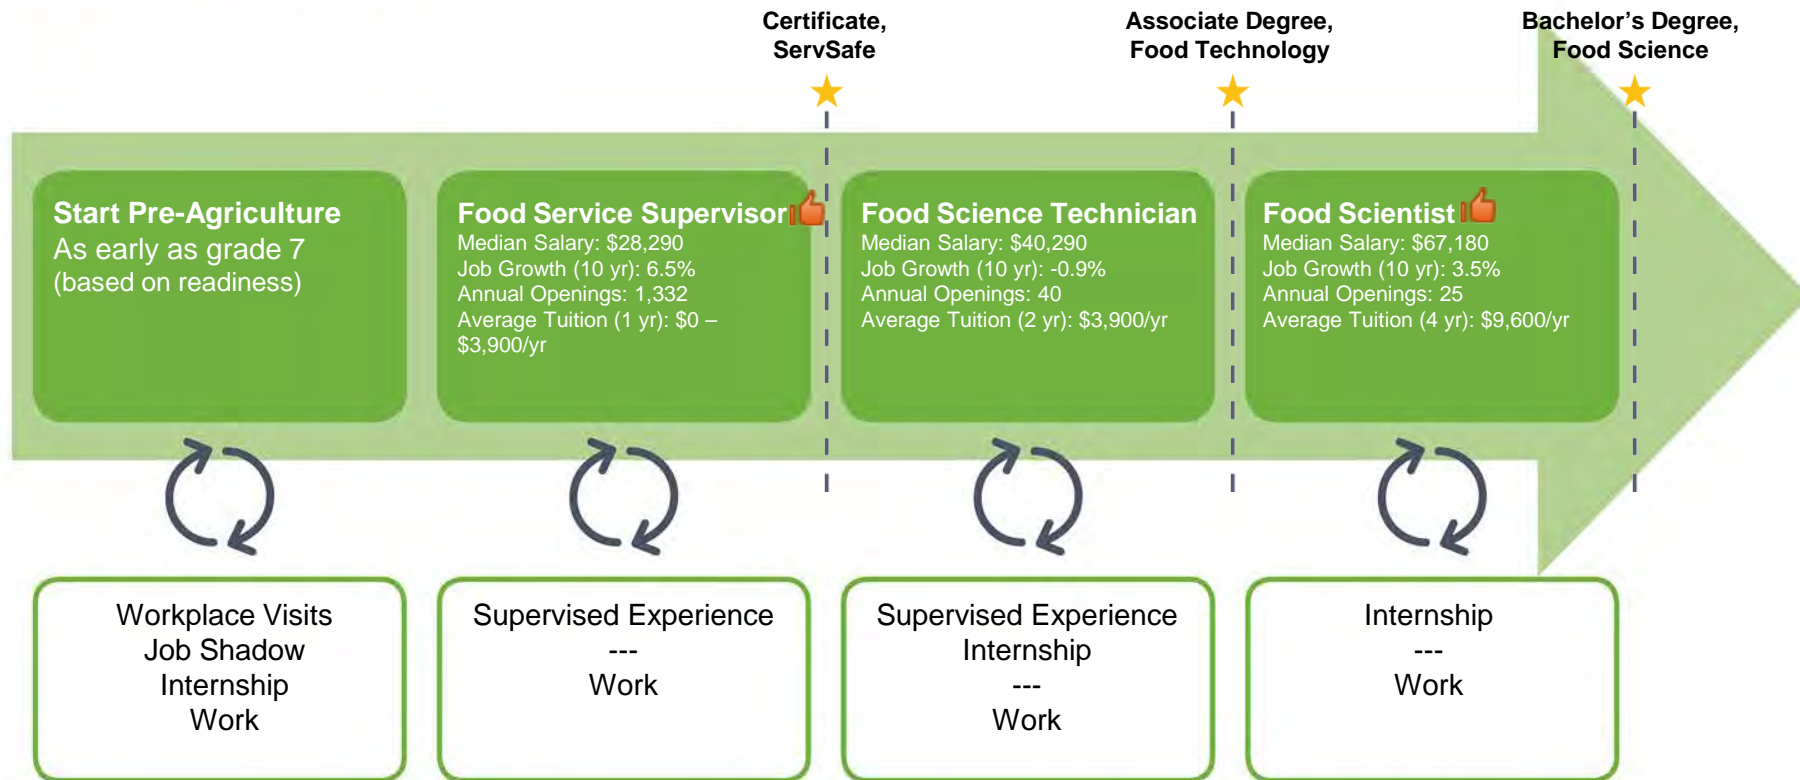 Certificate,
ServSafe
Associate Degree,
Food Technology
Bachelor’s Degree,
Food Science
Start Pre-Agriculture
As early as grade 7
(based on readiness)
Food Service Supervisor
Median Salary: $28,290
Job Growth (10 yr): 6.5%
Annual Openings: 1,332
Average Tuition (1 yr): $0 –
$3,900/yr
Food Science Technician
Median Salary: $40,290
Job Growth (10 yr): -0.9%
Annual Openings: 40
Average Tuition (2 yr): $3,900/yr
Food Scientist
Median Salary: $67,180
Job Growth (10 yr): 3.5%
Annual Openings: 25
Average Tuition (4 yr): $9,600/yr
Workplace Visits
Job Shadow
Internship
Work
Supervised Experience
---
Work
Supervised Experience
Internship
---
Work
Internship
---
Work